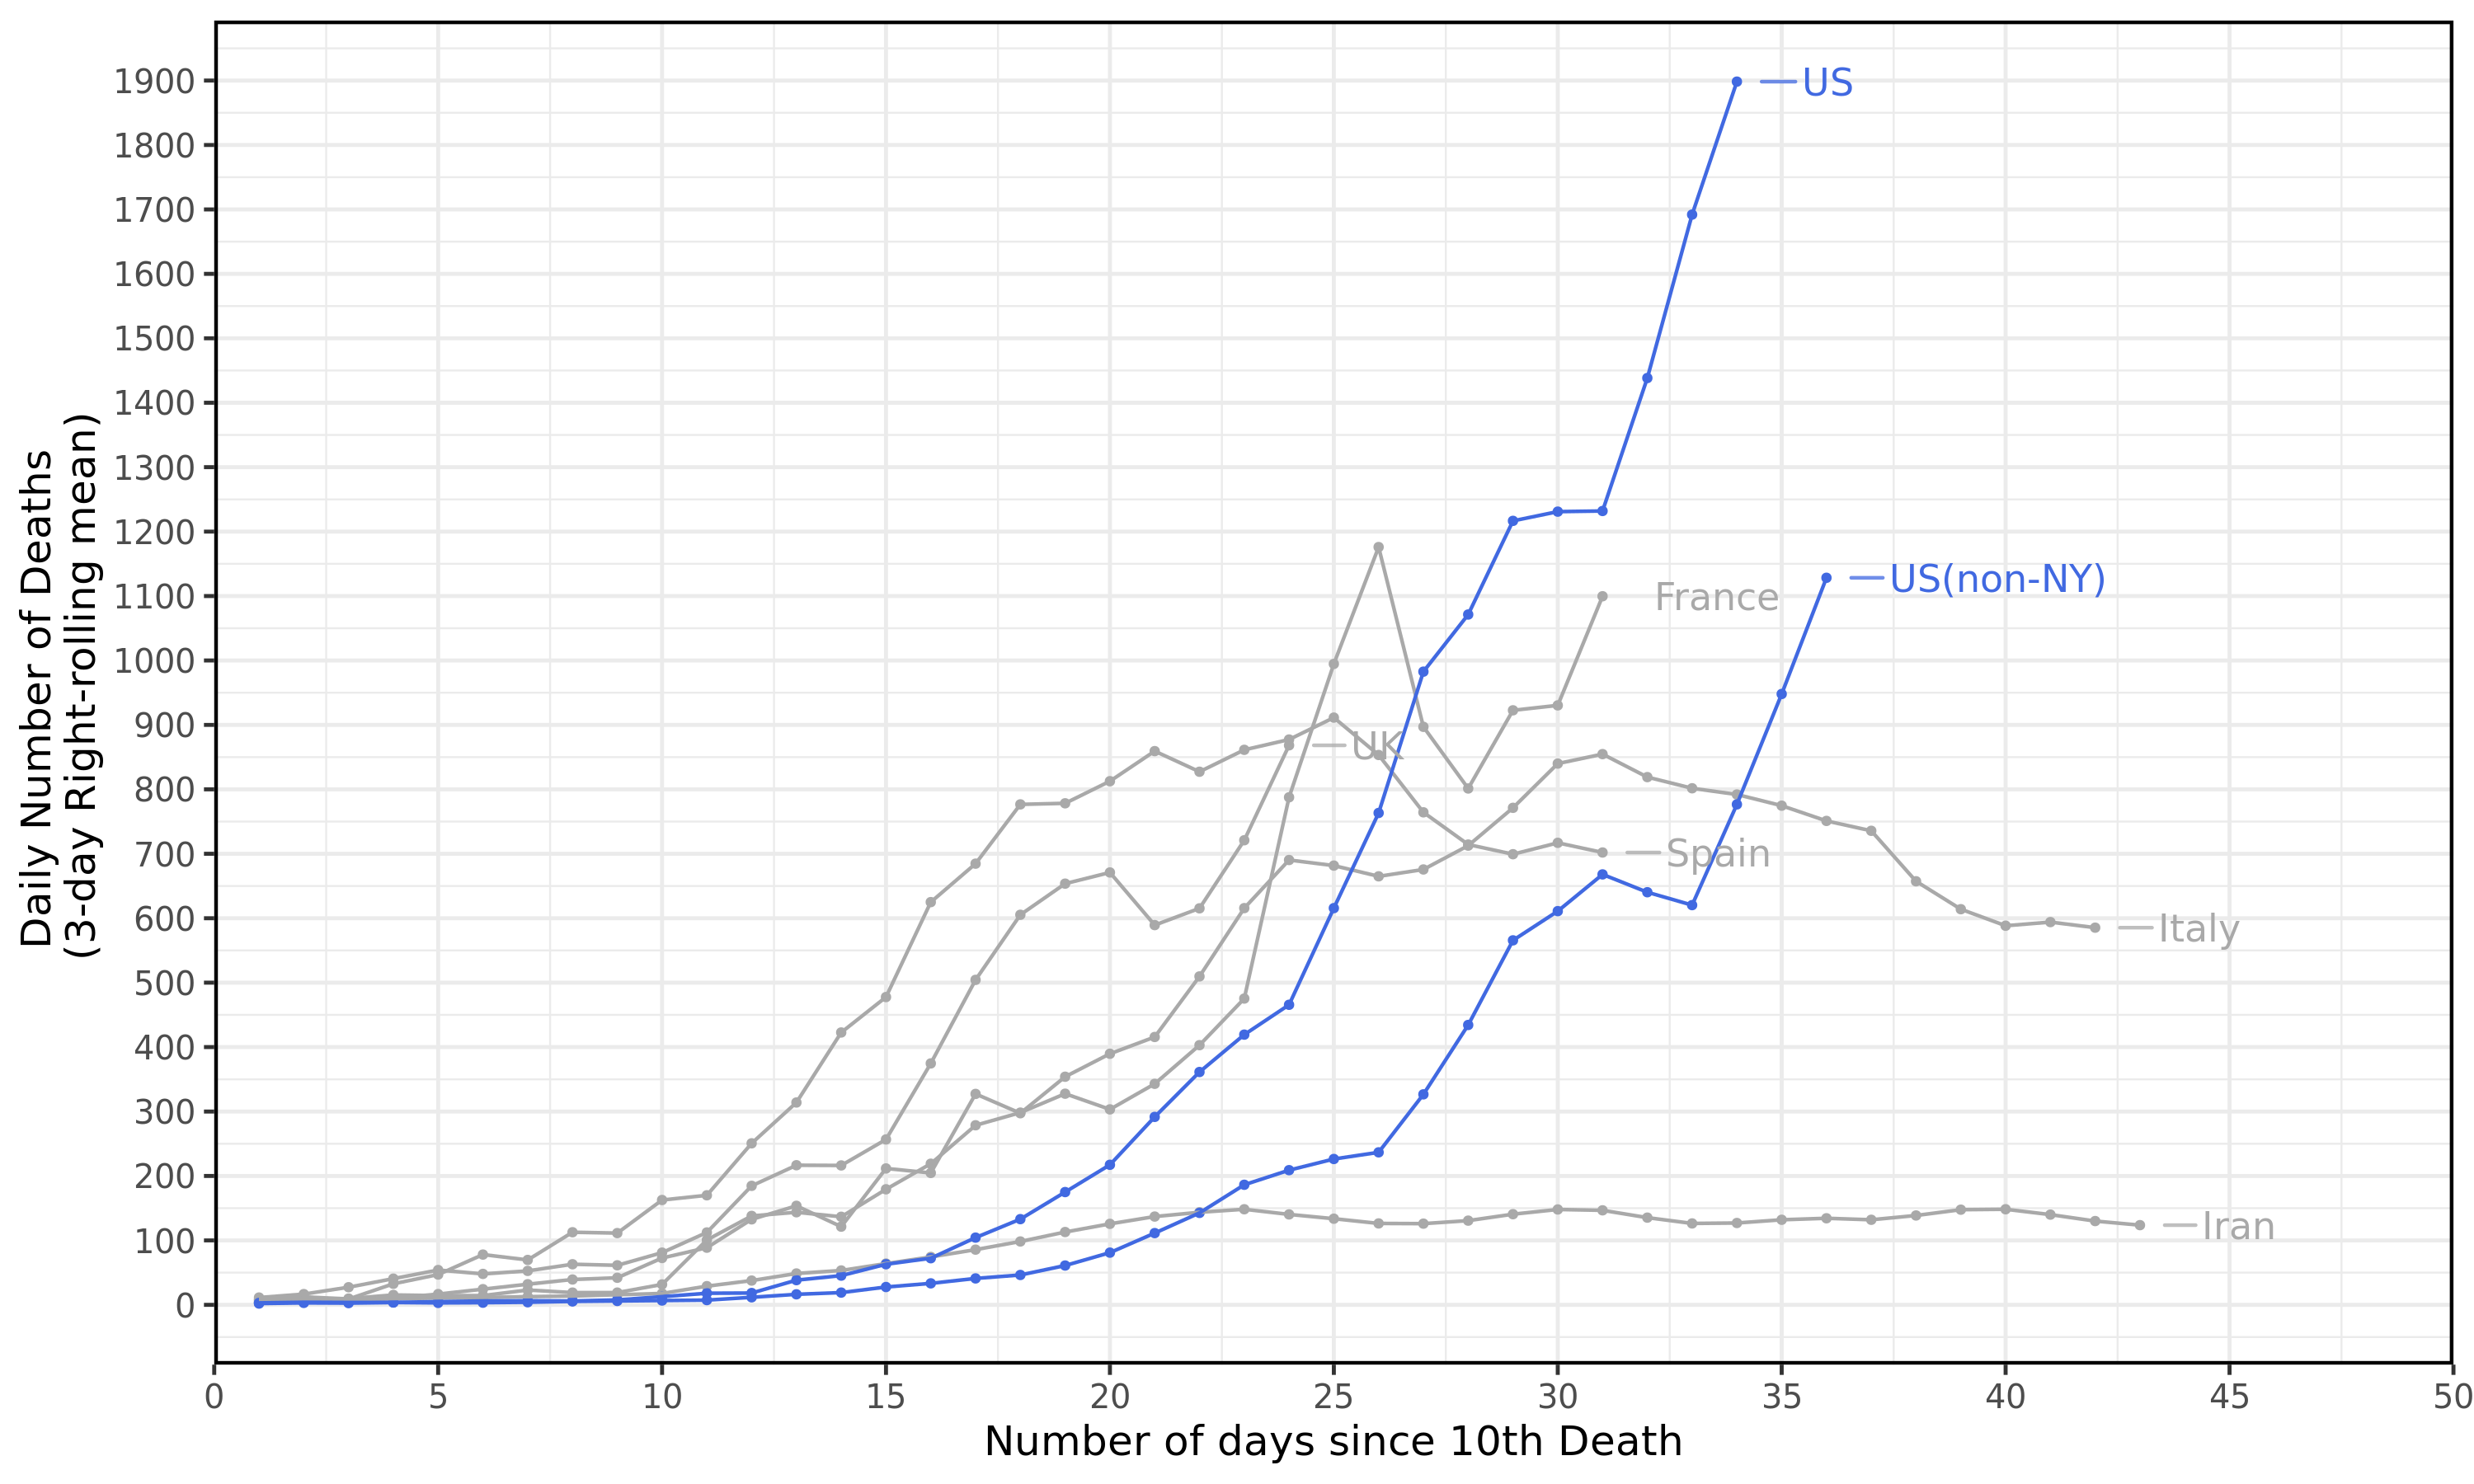 Daily Number of Deaths
(3-day Right-rolling mean)
1900
1800
1700
1600
1500
1400
1300
1200
1100
1000
900
800
700
600
500
400
300
200
100
0
US
US(non-NY)
France
UK
Spain
Italy
Iran
0 5 10 15 20 25 30 35 40 45 50
Number of days since 10th Death